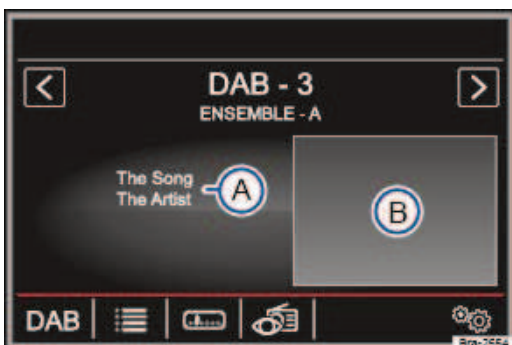 DAB - 3
ENSEMBLE - A
The Song
The Artist
A
B
DAB